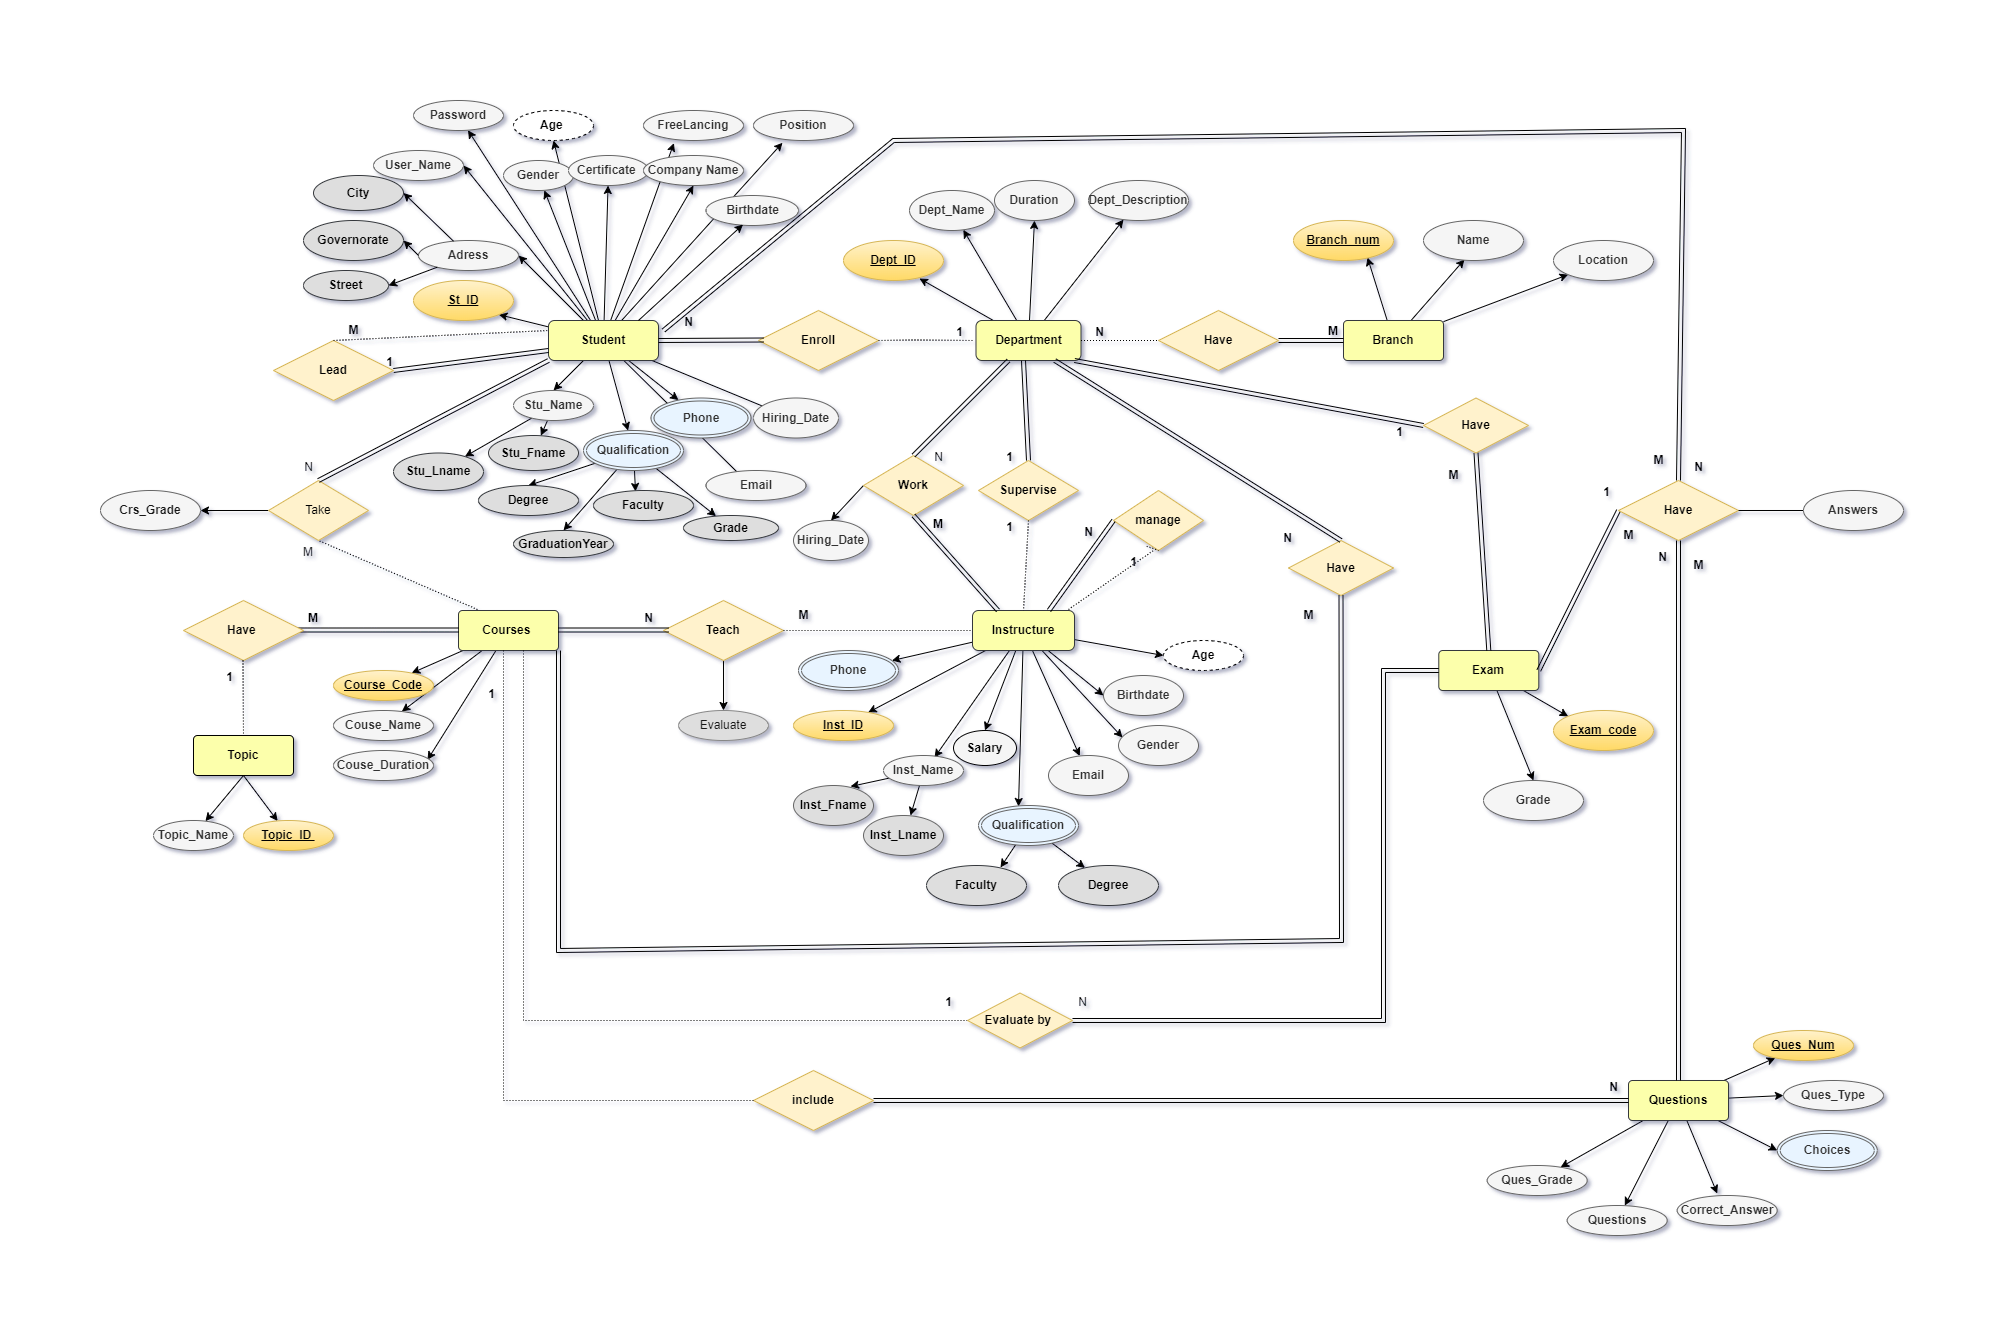 Password
Age
FreeLancing
Position
User_Name
Gender
Certificate
Company Name
City
Birthdate
Governorate
Adress
Street
St_ID
Dept_Name
Duration
Dept_Description
Dept_ID
Branch_num
Name
Location
M
Student
N
Enroll
1
Department
N
Have
M
Branch
Lead
1
Stu_Name
Phone
Hiring_Date
Have
1
Stu_Lname
Stu_Fname
Qualification
Email
Degree
Faculty
Grade
GraduationYear
N
Take
Crs_Grade
M
N
Work
M
Hiring_Date
1
Supervise
1
manage
N
1
N
Have
M
M
M
N
1
Have
Answers
M
N
M
Have
M
Courses
N
Teach
M
Instructure
1
Phone
Age
Exam
Course_Code
1
Couse_Name
Couse_Duration
Evaluate
Inst_ID
Birthdate
Salary
Gender
Inst_Name
Email
Exam_code
Grade
Topic
Topic_Name
Topic_ID
Inst_Fname
Inst_Lname
Qualification
Faculty
Degree
1
Evaluate by
N
include
N
Questions
Ques_Num
Ques_Type
Choices
Ques_Grade
Questions
Correct_Answer